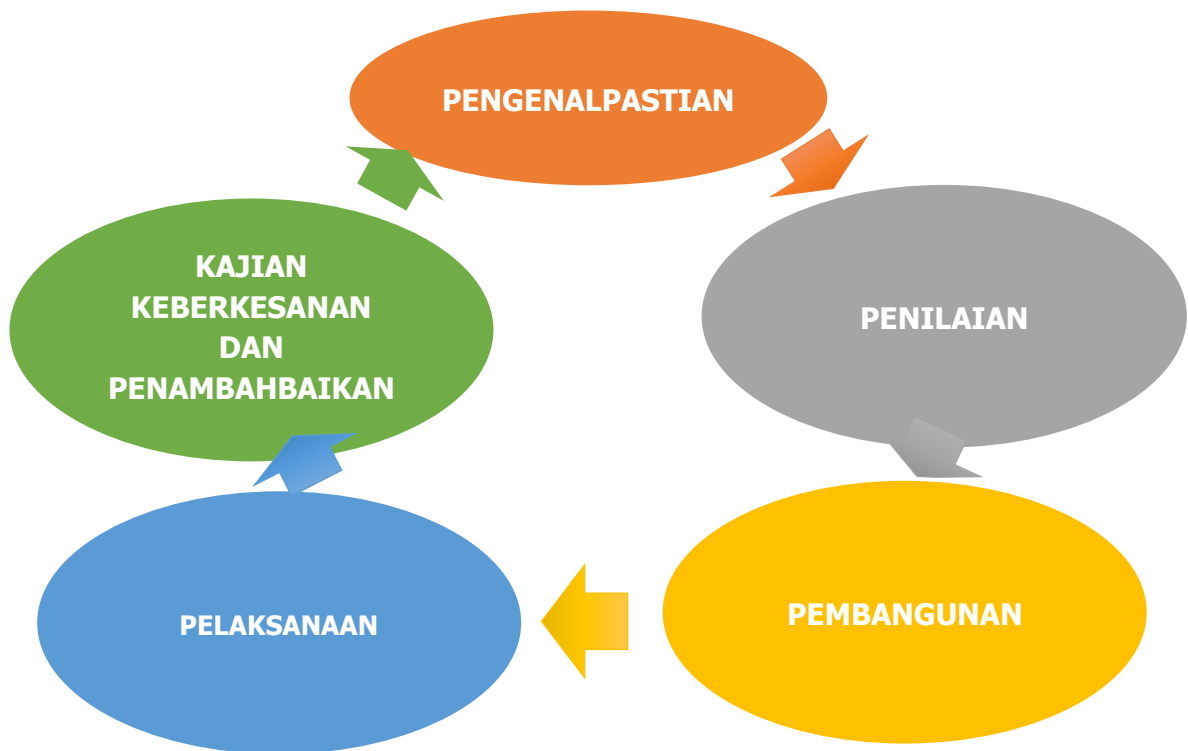 PENGENALPASTIAN
PENILAIAN
PEMBANGUNAN
PELAKSANAAN
KAJIAN
KEBERKESANAN
DAN
PENAMBAHBAIKAN